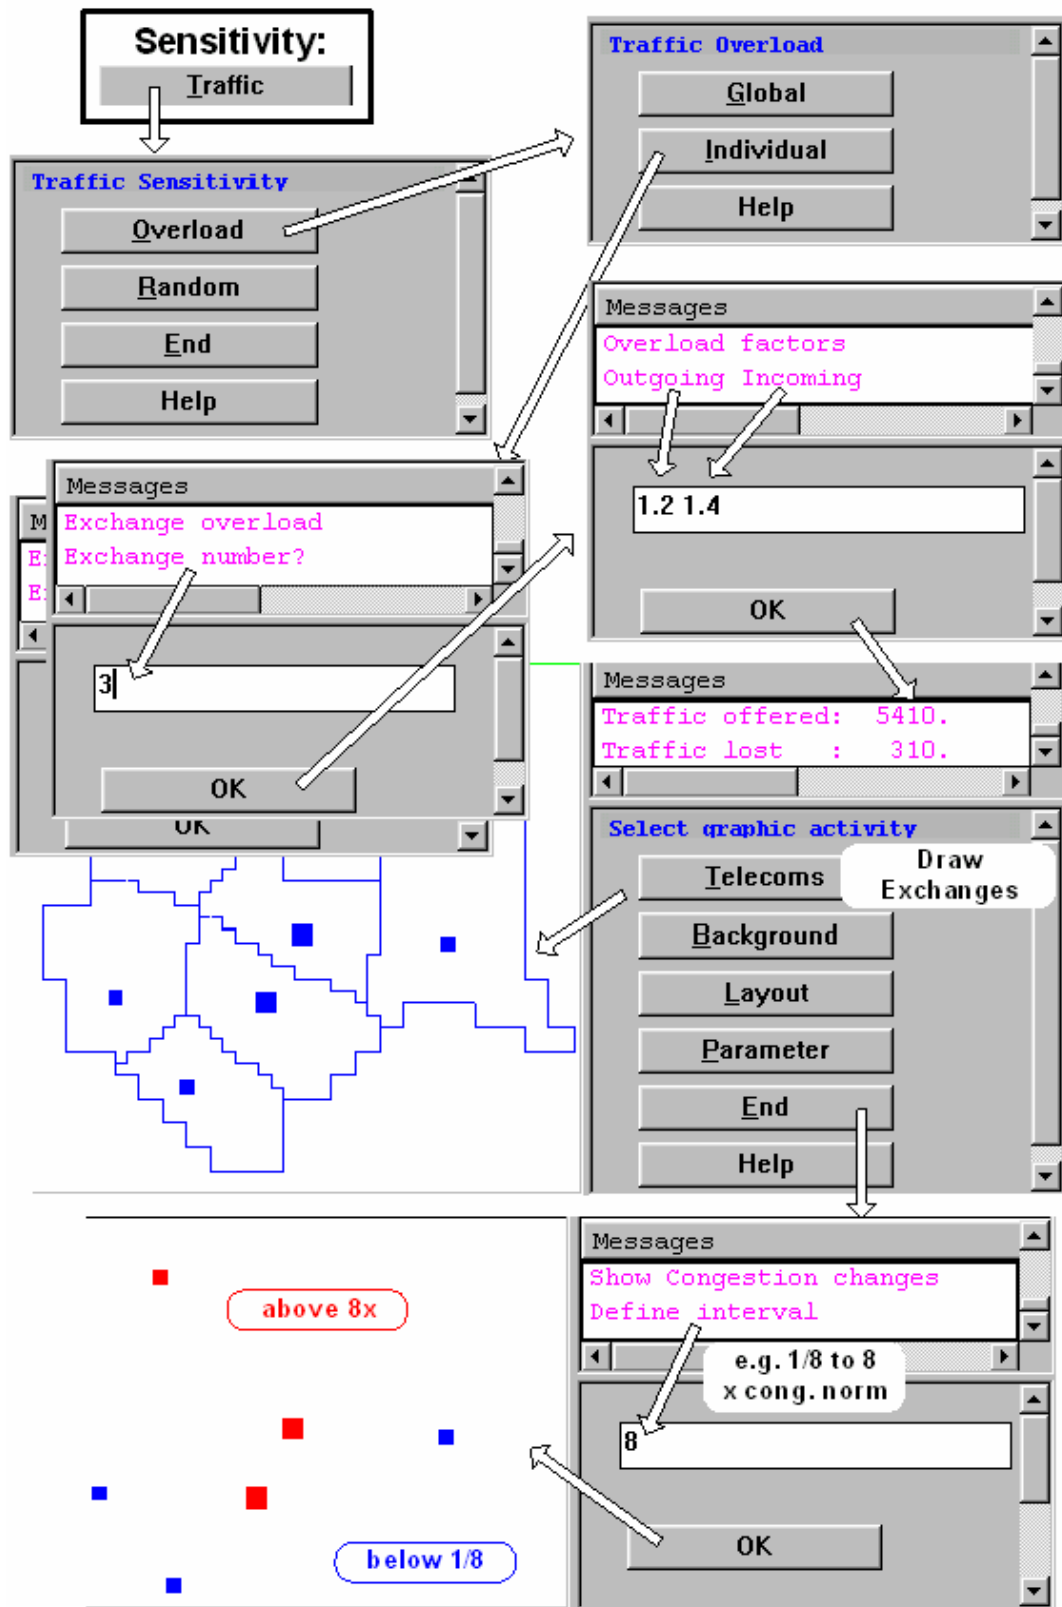 Sensitivity:
Traffic
Traffic Sensitivity
Overload
Random
End
Help
Traffic Overload
Global
Individual
Help
Messages
Overload factors
Outgoing Incoming
1.2 1.4
OK
Messages
Exchange overload
Exchange number?
3
OK
M
E
E
OK
Messages
Traffic offered: 5410.
Traffic lost : 310.
Select graphic activity
Telecoms
Draw
Exchanges
Background
Layout
Parameter
End
Help
above 8x
below 1/8
Messages
Show Congestion changes
Define interval
e.g. 1/8 to 8
x cong. norm
8
OK